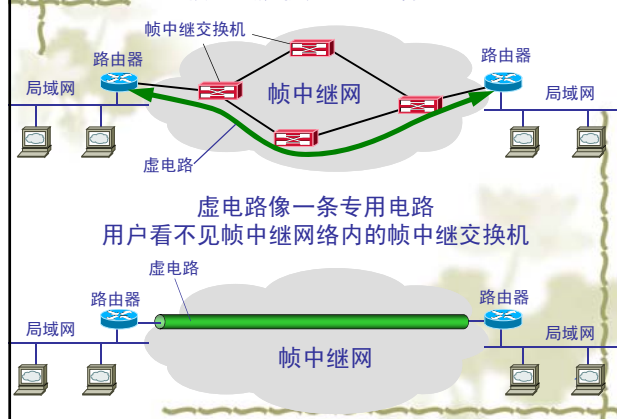 帧中继交换机
路由器
路由器
局域网
帧中继网
局域网
虚电路
虚电路像一条专用电路
用户看不见帧中继网络内的帧中继交换机
虚电路
路由器
路由器
局域网
局域网
帧中继网